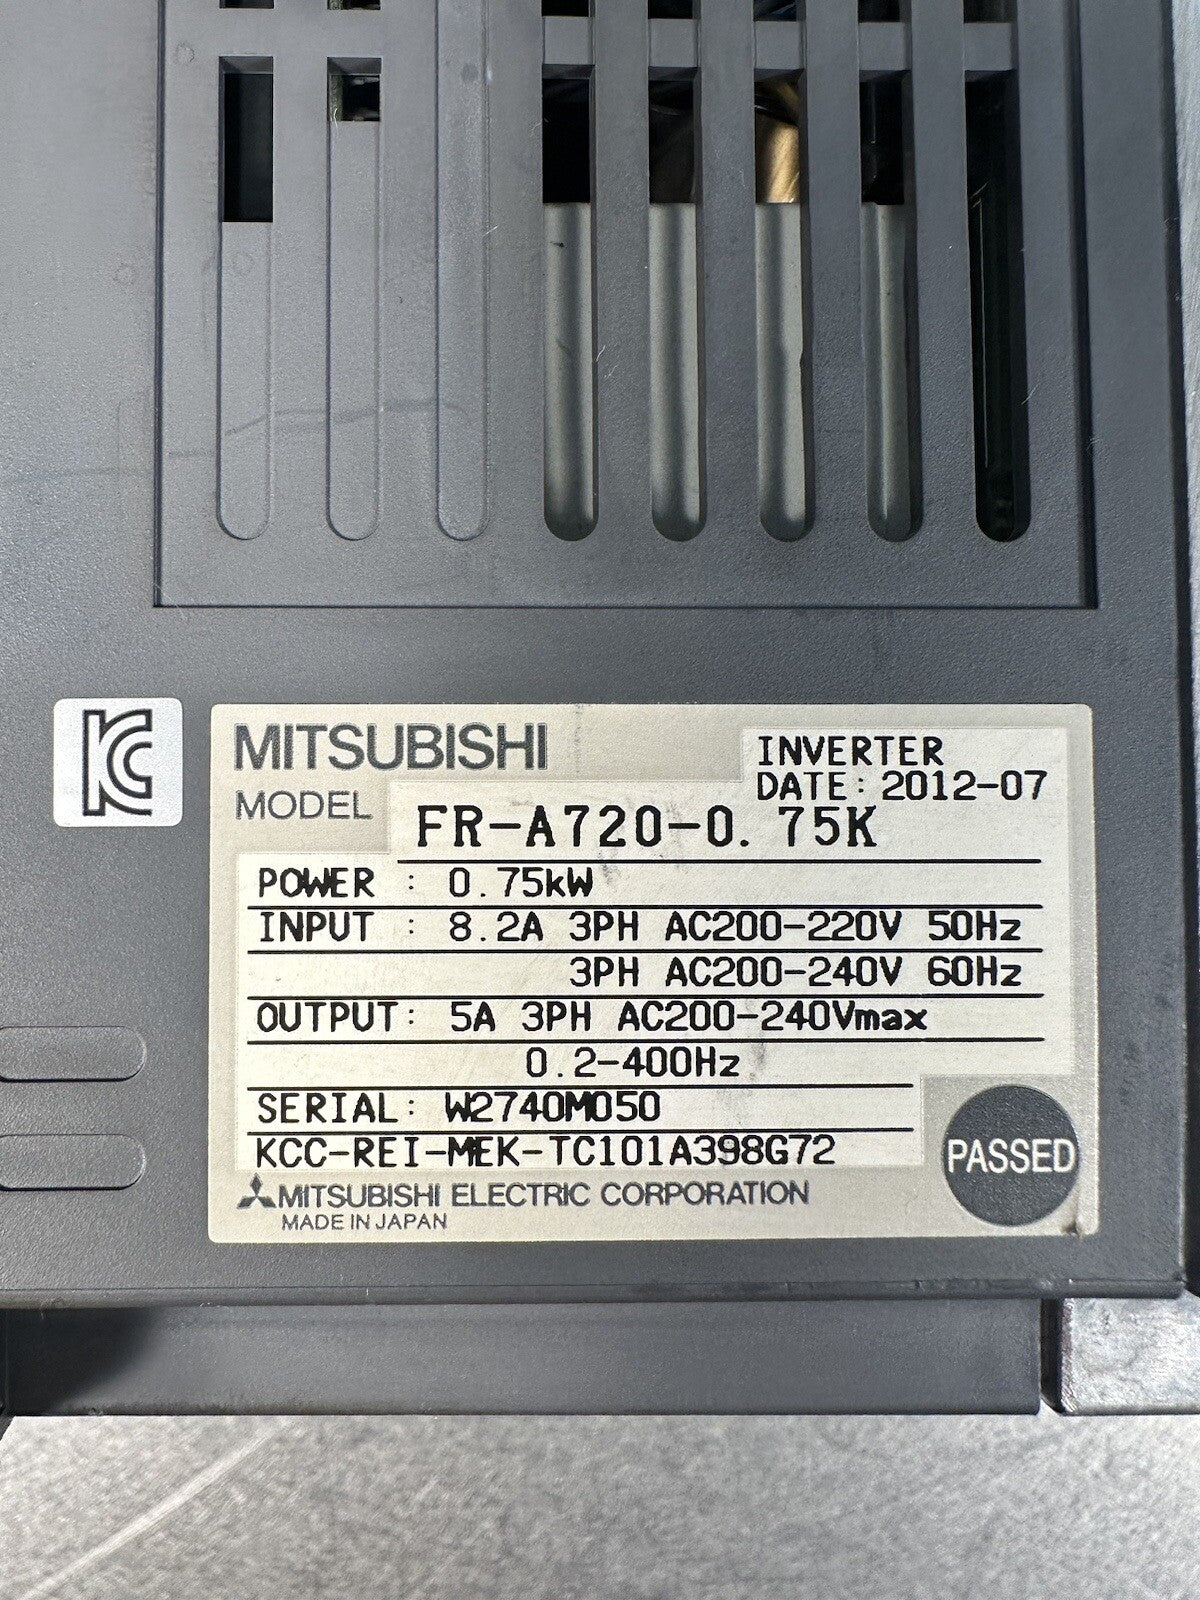 KC
MITSUBISHI
INVERTER
DATE: 2012-07
MODEL FR-A720-0.75K
POWER : 0.75kW
INPUT : 8.2A 3PH AC200-220V 50Hz
3PH AC200-240V 60Hz
OUTPUT: 5A 3PH AC200-240Vmax
0.2-400Hz
SERIAL: W2740M050
KCC-REI-MEK-TC101A398G72
PASSED
MITSUBISHI ELECTRIC CORPORATION
MADE IN JAPAN